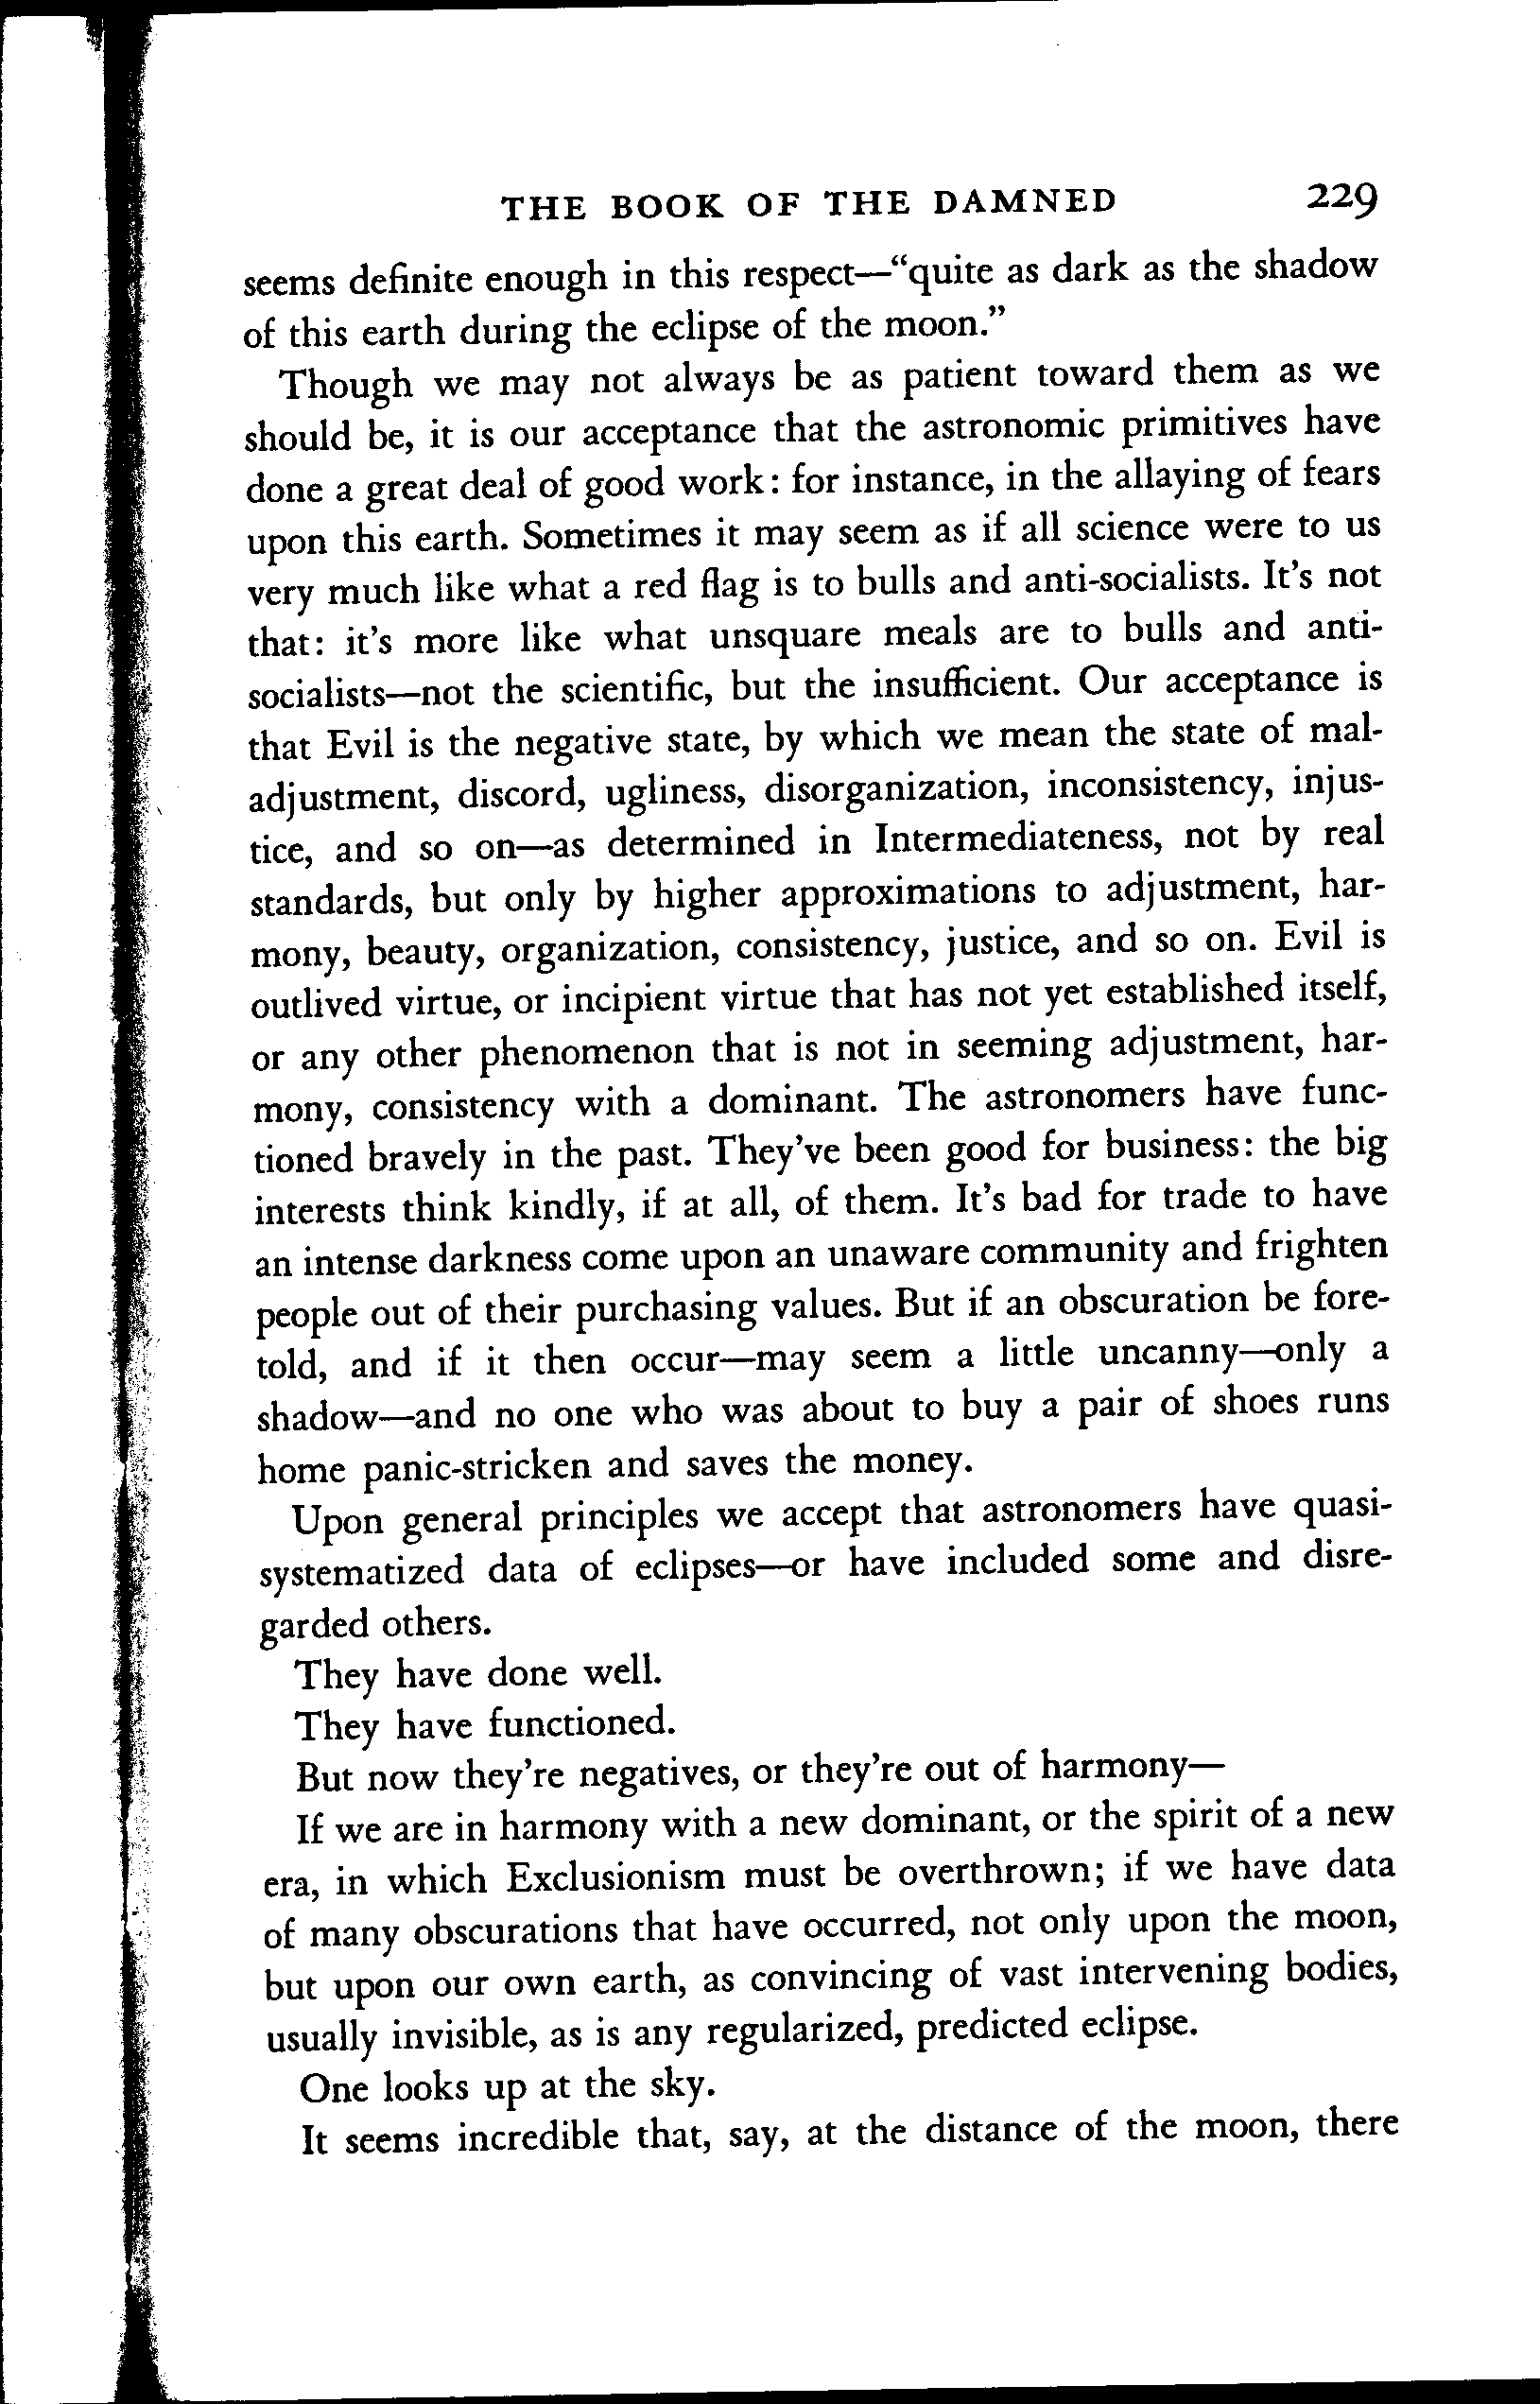 THE BOOK OF THE DAMNED 229
seems definite enough in this respect—“quite as dark as the shadow
of this earth during the eclipse of the moon.”
Though we may not always be as patient toward them as we
should be, it is our acceptance that the astronomic primitives have
done a great deal of good work: for instance, in the allaying of fears
upon this earth. Sometimes it may seem as if all science were to us
very much like what a red flag is to bulls and anti-socialists. It’s not
that: it’s more like what unsquare meals are to bulls and anti-
socialists—not the scientific, but the insufficient. Our acceptance is
that Evil is the negative state, by which we mean the state of mal-
adjustment, discord, ugliness, disorganization, inconsistency, injus-
tice, and so on—as determined in Intermediateness, not by real
standards, but only by higher approximations to adjustment, har-
mony, beauty, organization, consistency, justice, and so on. Evil is
outlived virtue, or incipient virtue that has not yet established itself,
or any other phenomenon that is not in seeming adjustment, har-
mony, consistency with a dominant. The astronomers have func-
tioned bravely in the past. They’ve been good for business: the big
interests think kindly, if at all, of them. It’s bad for trade to have
an intense darkness come upon an unaware community and frighten
people out of their purchasing values. But if an obscuration be fore-
told, and if it then occur—may seem a little uncanny—only a
shadow—and no one who was about to buy a pair of shoes runs
home panic-stricken and saves the money.
Upon general principles we accept that astronomers have quasi-
systematized data of eclipses—or have included some and disre-
garded others.
They have done well.
They have functioned.
But now they’re negatives, or they’re out of harmony—
If we are in harmony with a new dominant, or the spirit of a new
era, in which Exclusionism must be overthrown; if we have data
of many obscurations that have occurred, not only upon the moon,
but upon our own earth, as convincing of vast intervening bodies,
usually invisible, as is any regularized, predicted eclipse.
One looks up at the sky.
It seems incredible that, say, at the distance of the moon, there